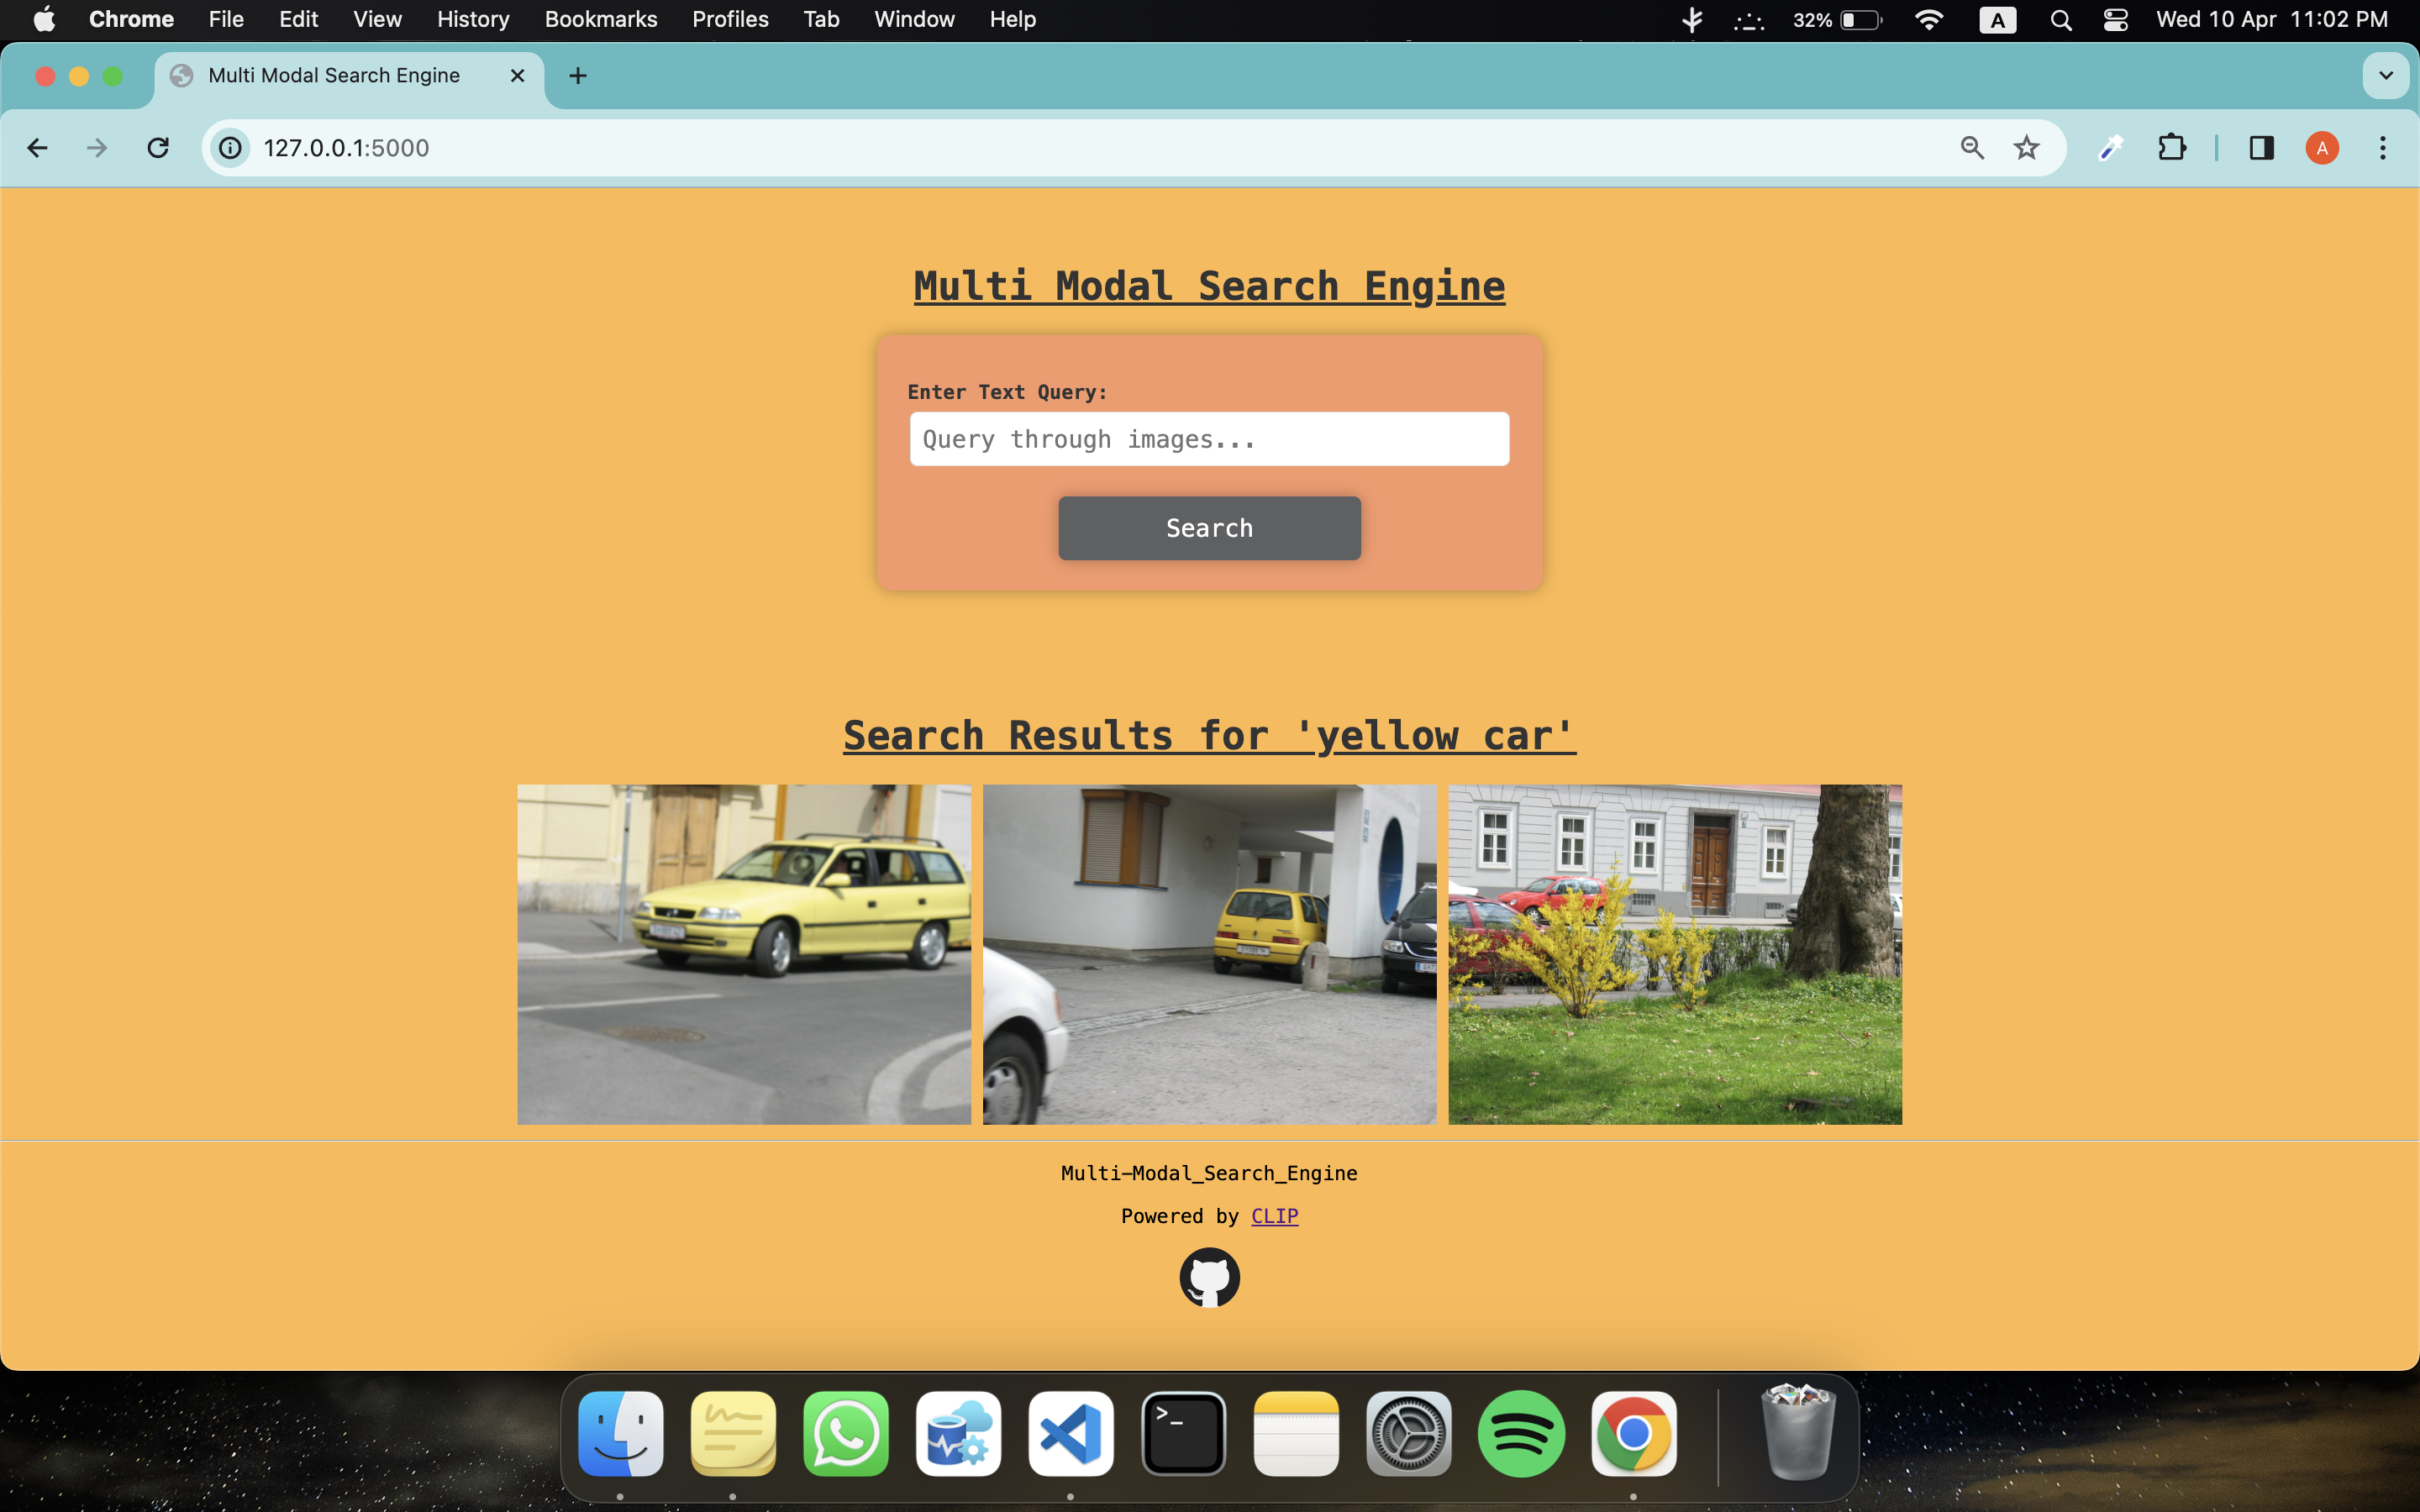 Chrome File Edit View History Bookmarks Profiles Tab Window Help 32% A Wed 10 Apr 11:02 PM
Multi Modal Search Engine
127.0.0.1:5000 A
Multi Modal Search Engine
Enter Text Query:
Query through images...
Search
Search Results for 'yellow car'
Multi-Modal_Search_Engine
Powered by CLIP
>_